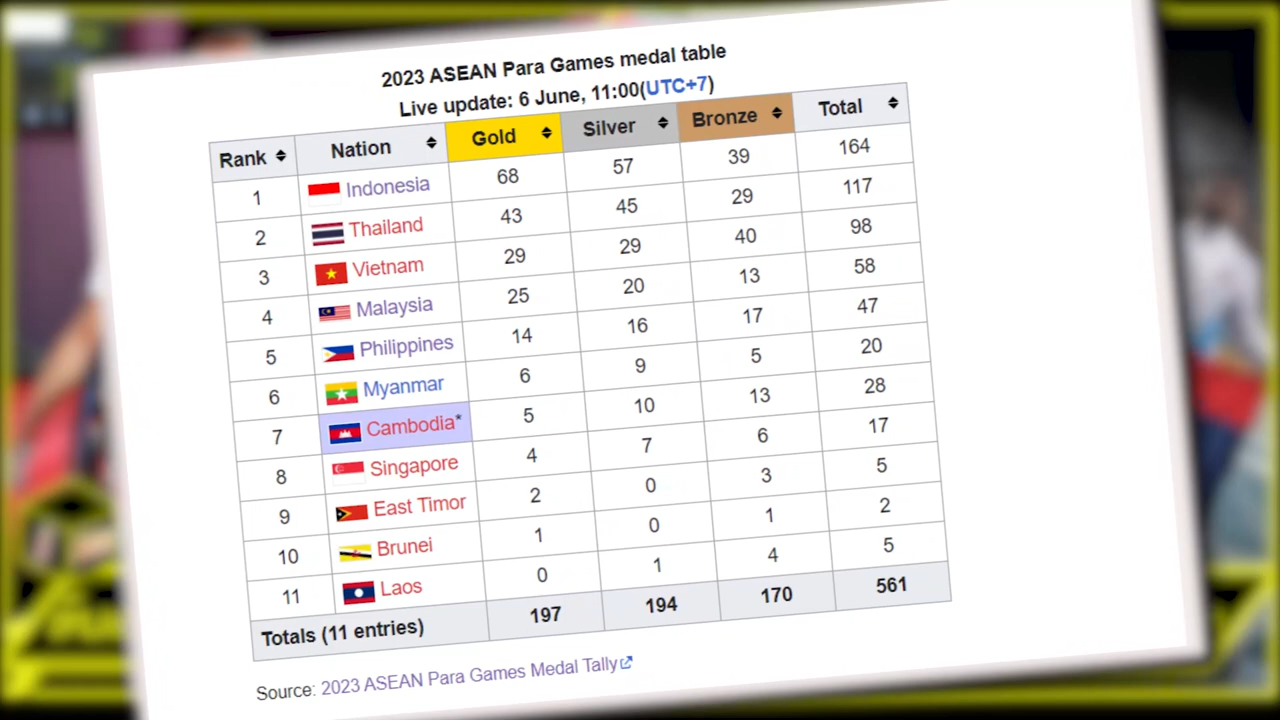 2023 ASEAN Para Games medal table
Live update: 6 June, 11:00(UTC+7)
Rank Nation Gold Silver Bronze Total
1 Indonesia 68 57 39 164
2 Thailand 43 45 29 117
3 Vietnam 29 29 40 98
4 Malaysia 25 20 13 58
5 Philippines 14 16 17 47
6 Myanmar 6 9 5 20
7 Cambodia* 5 10 13 28
8 Singapore 4 7 6 17
9 East Timor 2 0 3 5
10 Brunei 1 0 1 2
11 Laos 0 1 4 5
Totals (11 entries) 197 194 170 561
Source: 2023 ASEAN Para Games Medal Tally